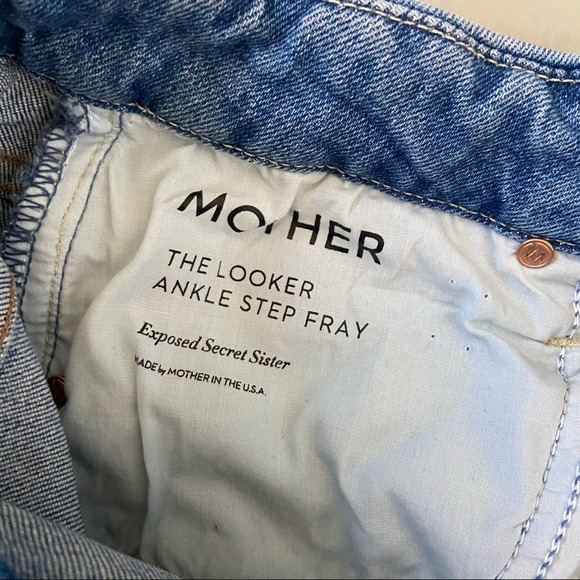 MOTHER
THE LOOKER
ANKLE STEP FRAY
Exposed Secret Sister
MADE by MOTHER IN THE U.S.A.